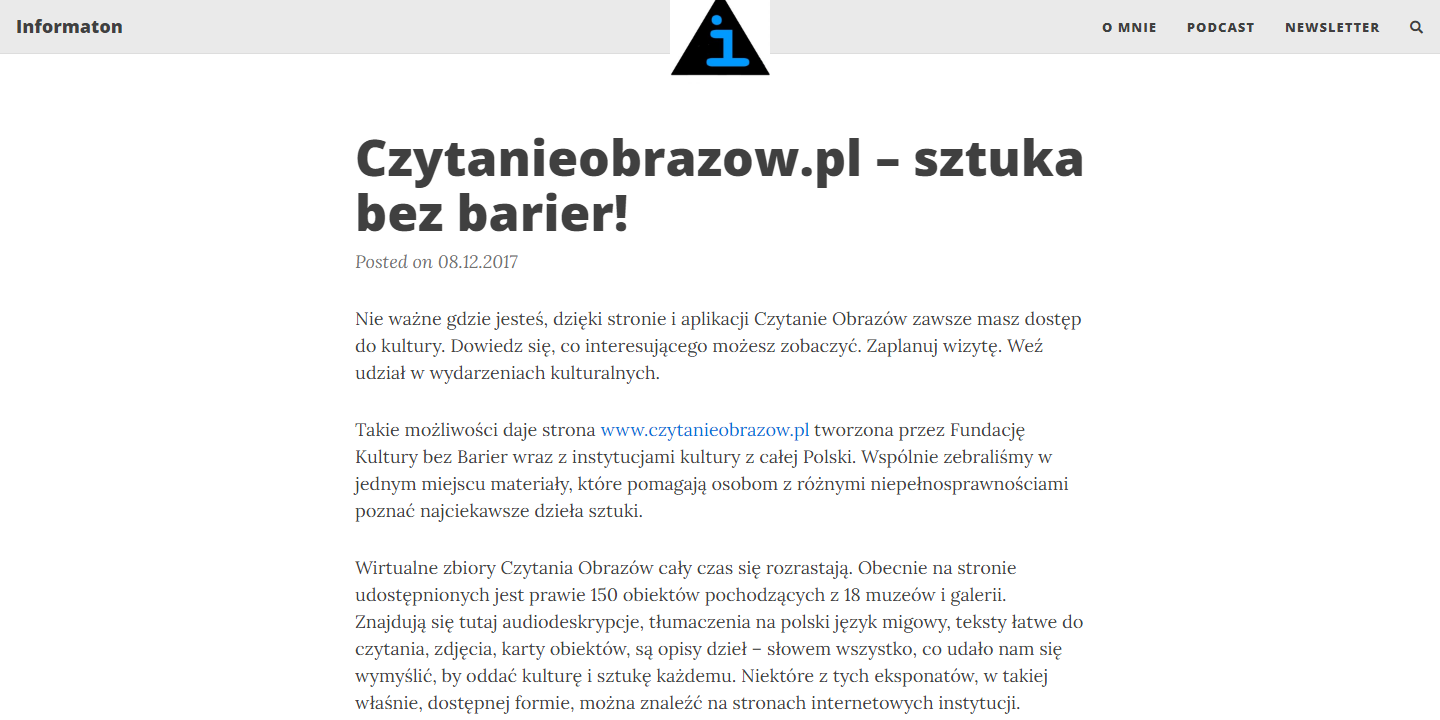 Informaton
i
O MNIE
PODCAST
NEWSLETTER
Czytanieobrazow.pl – sztuka
bez barier!
Posted on 08.12.2017
Nie ważne gdzie jesteś, dzięki stronie i aplikacji Czytanie Obrazów zawsze masz dostęp
do kultury. Dowiedz się, co interesującego możesz zobaczyć. Zaplanuj wizytę. Weź
udział w wydarzeniach kulturalnych.
Takie możliwości daje strona www.czytanieobrazow.pl tworzona przez Fundację
Kultury bez Barier wraz z instytucjami kultury z całej Polski. Wspólnie zebraliśmy w
jednym miejscu materiały, które pomagają osobom z różnymi niepełnosprawnościami
poznać najciekawsze dzieła sztuki.
Wirtualne zbiory Czytania Obrazów cały czas się rozrastają. Obecnie na stronie
udostępnionych jest prawie 150 obiektów pochodzących z 18 muzeów i galerii.
Znajdują się tutaj audiodeskrypcje, tłumaczenia na polski język migowy, teksty łatwe do
czytania, zdjęcia, karty obiektów, są opisy dzieł – słowem wszystko, co udało nam się
wymyślić, by oddać kulturę i sztukę każdemu. Niektóre z tych eksponatów, w takiej
właśnie, dostępnej formie, można znaleźć na stronach internetowych instytucji.